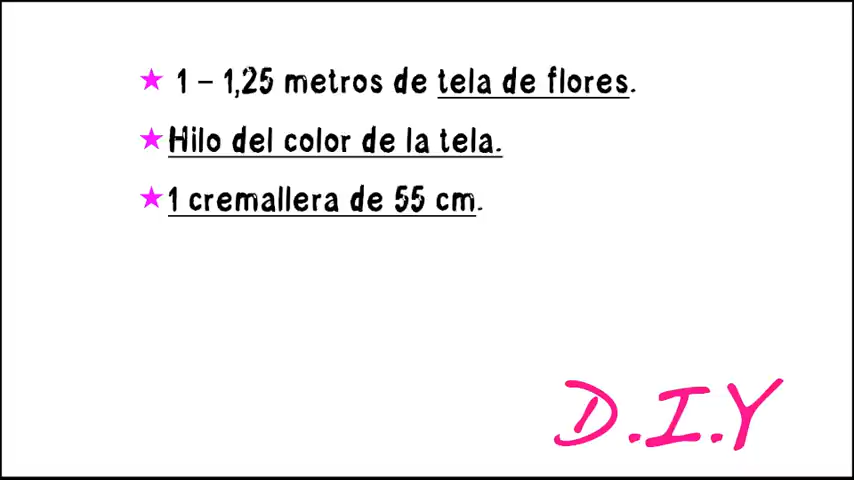 ★ 1 – 1,25 metros de tela de flores.
★ Hilo del color de la tela.
★ 1 cremallera de 55 cm.
D.I.Y